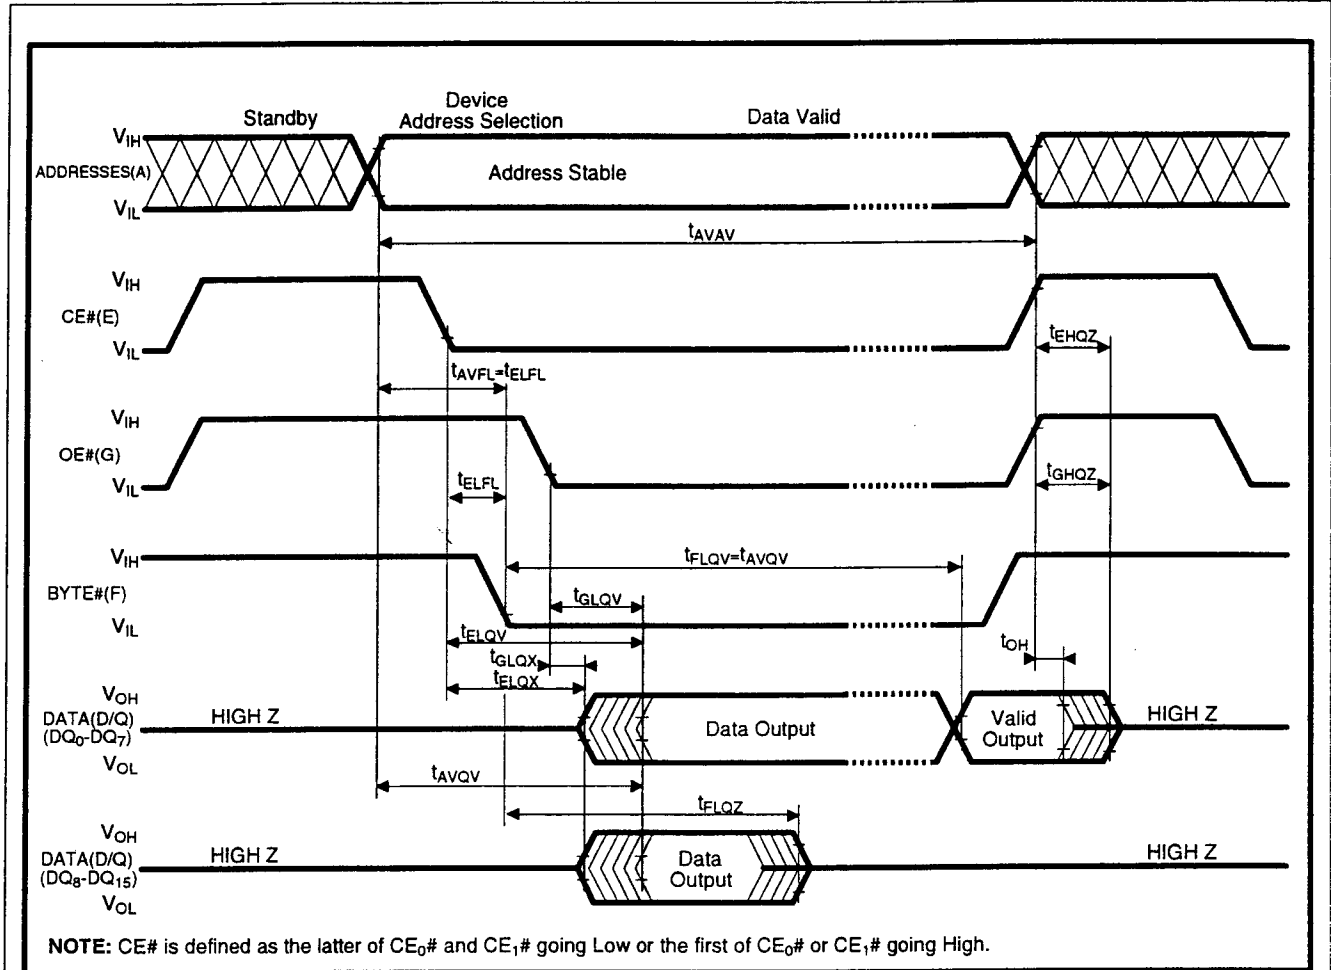 Standby
Device
Address Selection
Data Valid
VIH
ADDRESSES(A)
Address Stable
VIL
tAVAV
VIH
CE#(E)
VIL
tEHQZ
tAVFL=tELFL
VIH
OE#(G)
VIL
tELFL
tGHQZ
VIH
BYTE#(F)
VIL
tFLQV=tAVQV
tGLQV
tELQV
tOH
tGLQX
tELQX
VOH
DATA(D/Q)
(DQ0-DQ7)
VOL
HIGH Z
Data Output
Valid
Output
HIGH Z
tAVQV
tFLQZ
VOH
DATA(D/Q)
(DQ8-DQ15)
VOL
HIGH Z
Data
Output
HIGH Z
NOTE: CE# is defined as the latter of CE0# and CE1# going Low or the first of CE0# or CE1# going High.